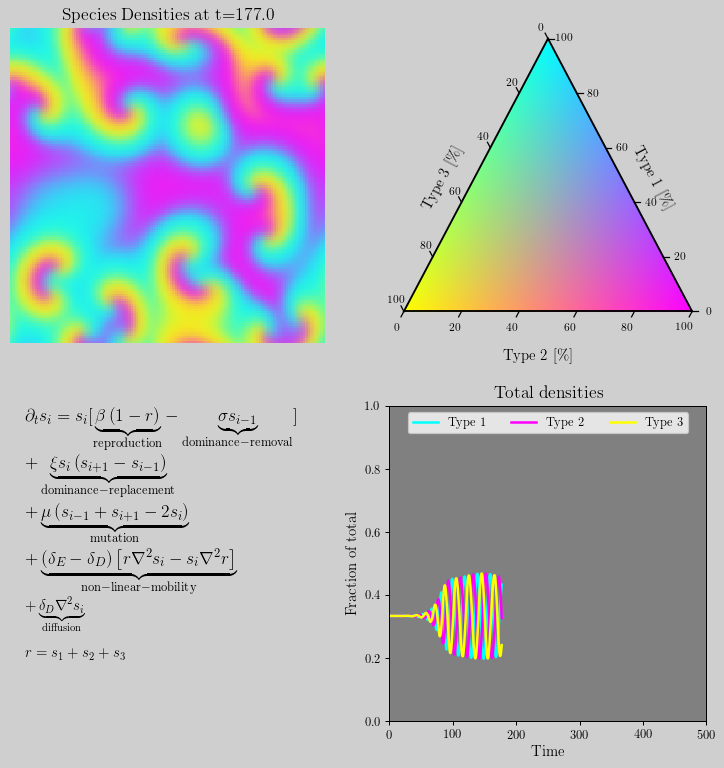 Species Densities at t=177.0
0
100
20
80
40
60
Type 3 [%]
Type 1 [%]
60
40
80
20
100
0
0
20
40
60
80
100
Type 2 [%]
∂ₜsᵢ = sᵢ[β (1 − r) − σsᵢ₋₁ ]
reproduction dominance−removal
+ ξsᵢ (sᵢ₊₁ − sᵢ₋₁)
dominance−replacement
+ μ (sᵢ₋₁ + sᵢ₊₁ − 2sᵢ)
mutation
+ (δ_E − δ_D) [r∇²sᵢ − sᵢ∇²r]
non−linear−mobility
+ δ_D∇²sᵢ
diffusion
r = s₁ + s₂ + s₃
Total densities
Type 1 Type 2 Type 3
Fraction of total
1.0
0.8
0.6
0.4
0.2
0.0
0 100 200 300 400 500
Time